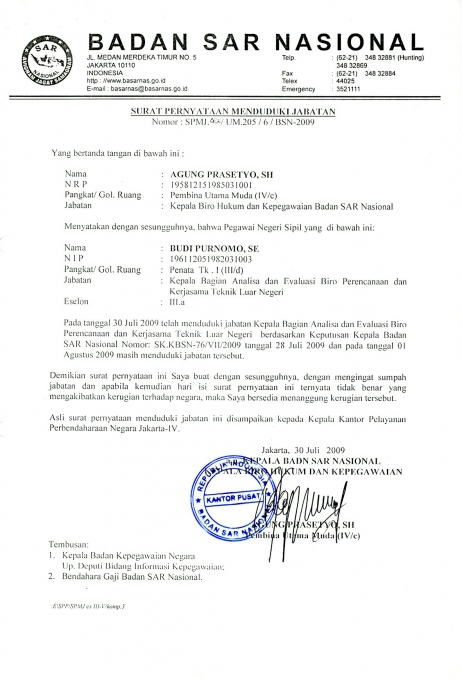 SAR
NASIONAL
BADAN SAR NASIONAL
JL. MEDAN MERDEKA TIMUR NO. 5
JAKARTA 10110
INDONESIA
http : //www.basarnas.go.id
E-mail : basarnas@basarnas.go.id
Telp. : (62-21) 348 32881 (Hunting)
348 32869
Fax : (62-21) 348 32884
Telex : 44025
Emergency : 3521111
SURAT PERNYATAAN MENDUDUKI JABATAN
Nomor : SPMJ. / UM.205 / 6 / BSN-2009
Yang bertanda tangan di bawah ini :
Nama : AGUNG PRASETYO, SH
N R P : 195812151985031001
Pangkat/ Gol. Ruang : Pembina Utama Muda (IV/c)
Jabatan : Kepala Biro Hukum dan Kepegawaian Badan SAR Nasional
Menyatakan dengan sesungguhnya, bahwa Pegawai Negeri Sipil yang di bawah ini:
Nama : BUDI PURNOMO, SE
N I P : 196112051982031003
Pangkat/ Gol. Ruang : Penata Tk . I (III/d)
Jabatan : Kepala Bagian Analisa dan Evaluasi Biro Perencanaan dan
Kerjasama Teknik Luar Negeri
Eselon : III.a
Pada tanggal 30 Juli 2009 telah menduduki jabatan Kepala Bagian Analisa dan Evaluasi Biro
Perencanaan dan Kerjasama Teknik Luar Negeri berdasarkan Keputusan Kepala Badan
SAR Nasional Nomor: SK.KBSN-76/VII/2009 tanggal 28 Juli 2009 dan pada tanggal 01
Agustus 2009 masih menduduki jabatan tersebut.
Demikian surat pernyataan ini Saya buat dengan sesungguhnya, dengan mengingat sumpah
jabatan dan apabila kemudian hari isi surat pernyataan ini ternyata tidak benar yang
mengakibatkan kerugian terhadap negara, maka Saya bersedia menanggung kerugian tersebut.
Asli surat pernyataan menduduki jabatan ini disampaikan kepada Kepala Kantor Pelayanan
Perbendaharaan Negara Jakarta-IV.
Jakarta, 30 Juli 2009
KEPALA BADN SAR NASIONAL
KEPALA BIRO HUKUM DAN KEPEGAWAIAN
REPUBLIK INDONESIA
KANTOR PUSAT
BADAN SAR NASIONAL
AGUNG PRASETYO, SH
Pembina Utama Muda (IV/c)
Tembusan:
1. Kepala Badan Kepegawaian Negara
Up. Deputi Bidang Informasi Kepegawaian;
2. Bendahara Gaji Badan SAR Nasional.